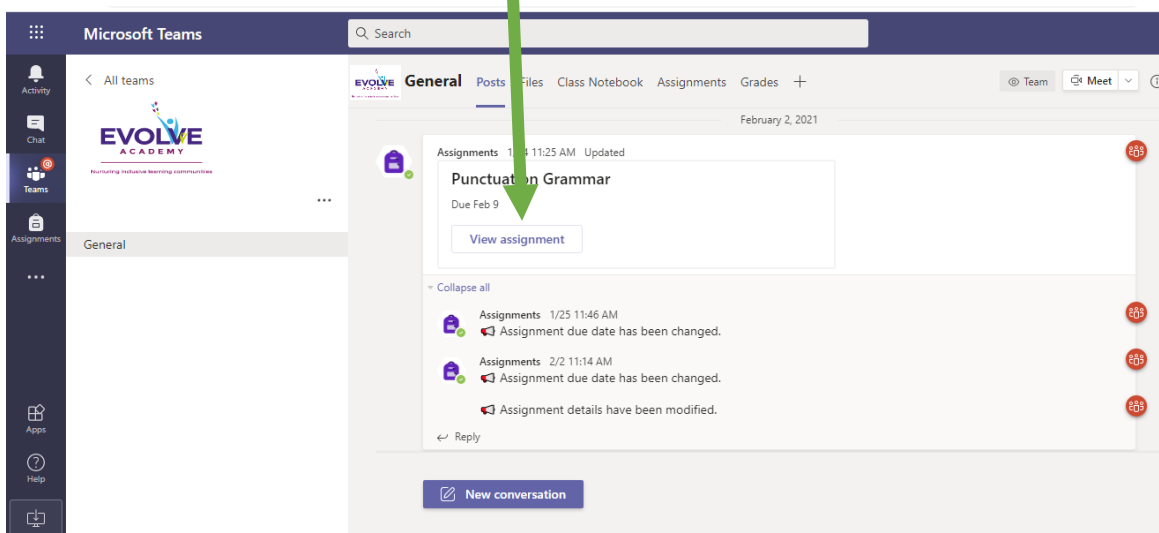 Microsoft Teams
Search
Activity
Chat
Teams
Assignments
Apps
Help
All teams
EVOLVE
ACADEMY
Nurturing inclusive learning communities
General
EVOLVE
ACADEMY
General Posts Files Class Notebook Assignments Grades
Team
Meet
February 2, 2021
Assignments 11:25 AM Updated
Punctuation Grammar
Due Feb 9
View assignment
Collapse all
Assignments 1/25 11:46 AM
Assignment due date has been changed.
Assignments 2/2 11:14 AM
Assignment due date has been changed.
Assignment details have been modified.
Reply
New conversation